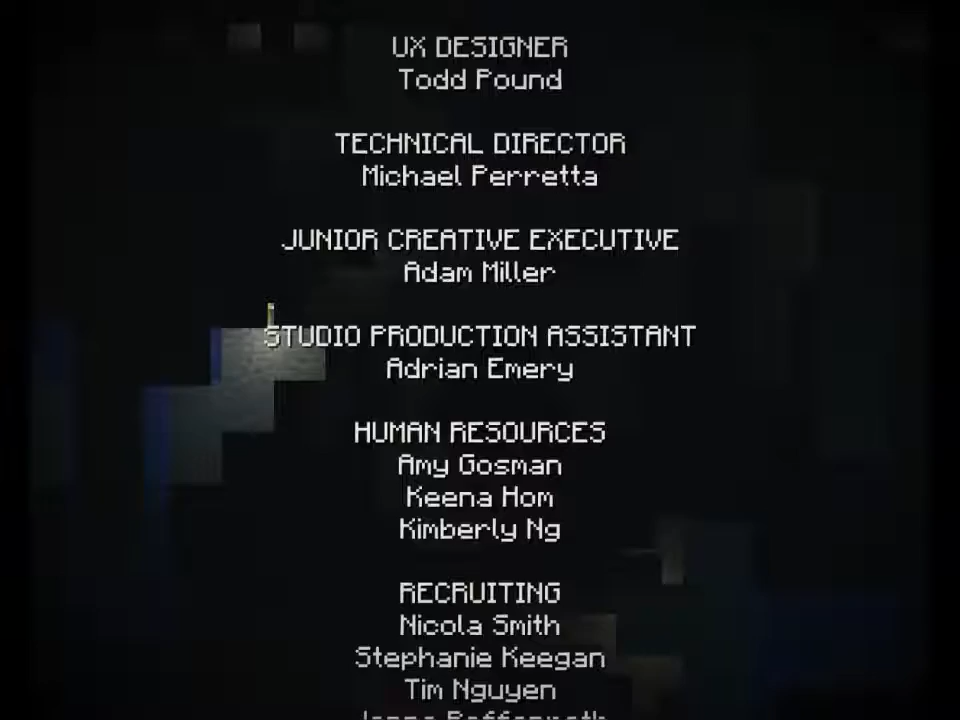 UX DESIGNER
Todd Pound
TECHNICAL DIRECTOR
Michael Perretta
JUNIOR CREATIVE EXECUTIVE
Adam Miller
STUDIO PRODUCTION ASSISTANT
Adrian Emery
HUMAN RESOURCES
Amy Gosman
Keena Hom
Kimberly Ng
RECRUITING
Nicola Smith
Stephanie Keegan
Tim Nguyen